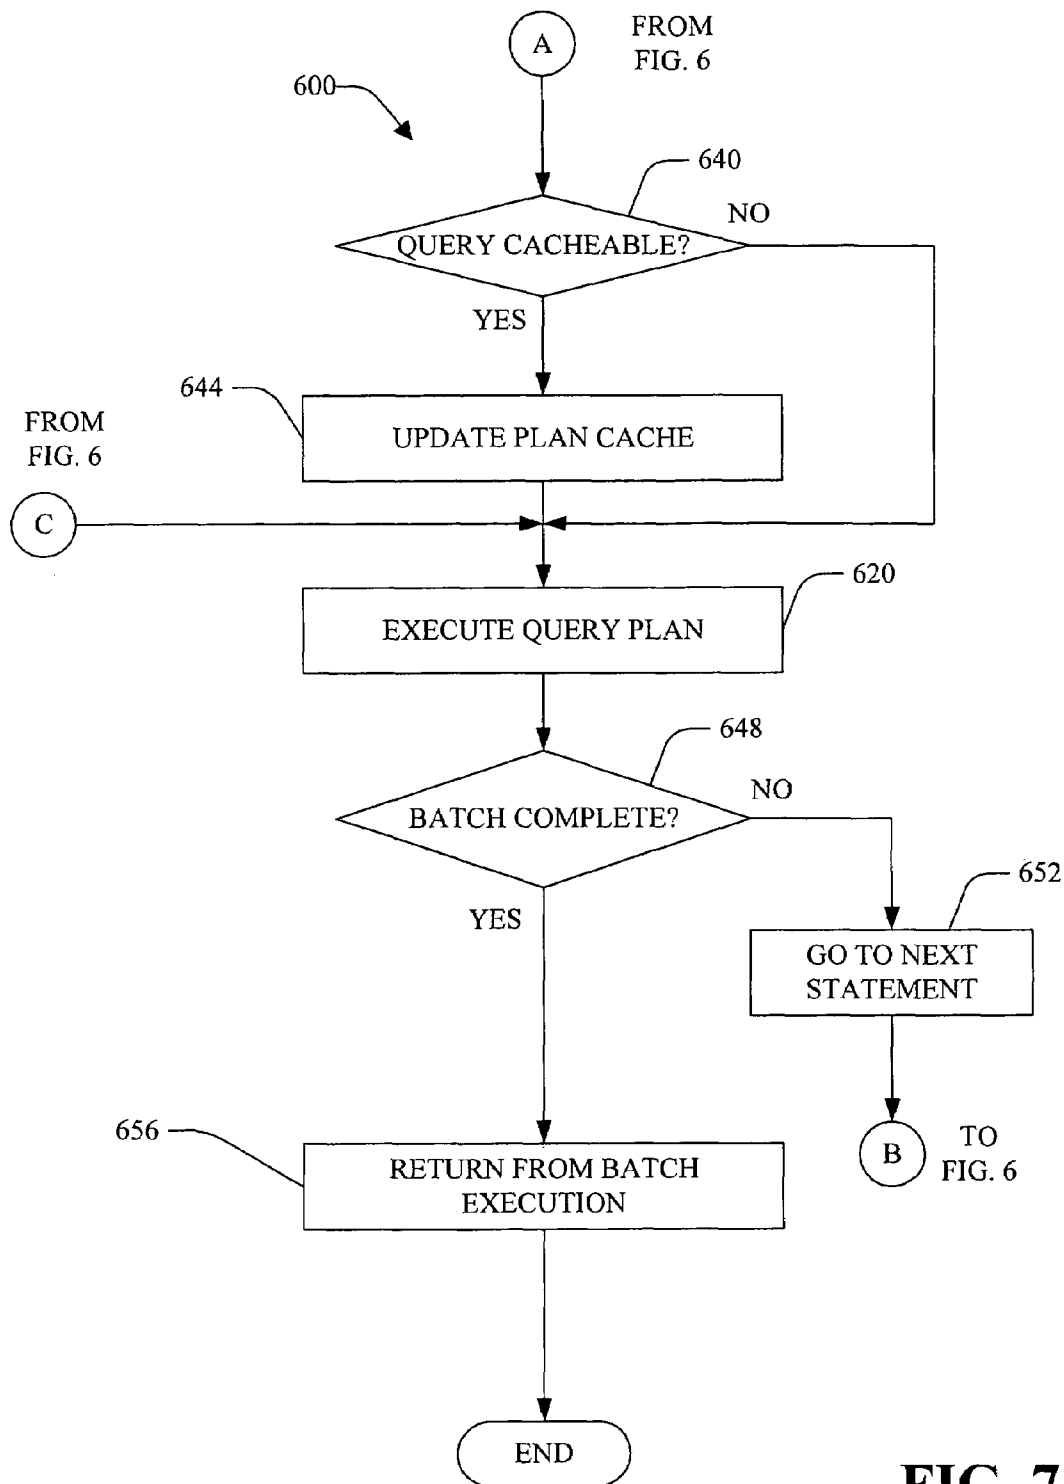 A
FROM
FIG. 6
600
640
QUERY CACHEABLE?
NO
YES
644
UPDATE PLAN CACHE
FROM
FIG. 6
C
620
EXECUTE QUERY PLAN
648
BATCH COMPLETE?
NO
YES
652
GO TO NEXT
STATEMENT
656
RETURN FROM BATCH
EXECUTION
B
TO
FIG. 6
END
FIG. 7